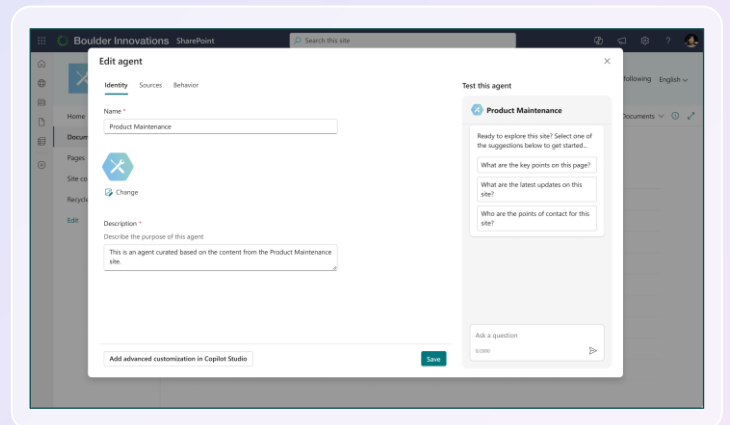 Boulder Innovations SharePoint
Search this site
?
Edit agent
Identity Sources Behavior
Name *
Product Maintenance
Change
Description *
Describe the purpose of this agent
This is an agent curated based on the content from the Product Maintenance
site.
Add advanced customization in Copilot Studio
Save
Test this agent
Product Maintenance
Ready to explore this site? Select one of
the suggestions below to get started...
What are the key points on this page?
What are the latest updates on this
site?
Who are the points of contact for this
site?
Ask a question
Home
Docum
Pages
Site co
Recycle
Edit
following English
Documents